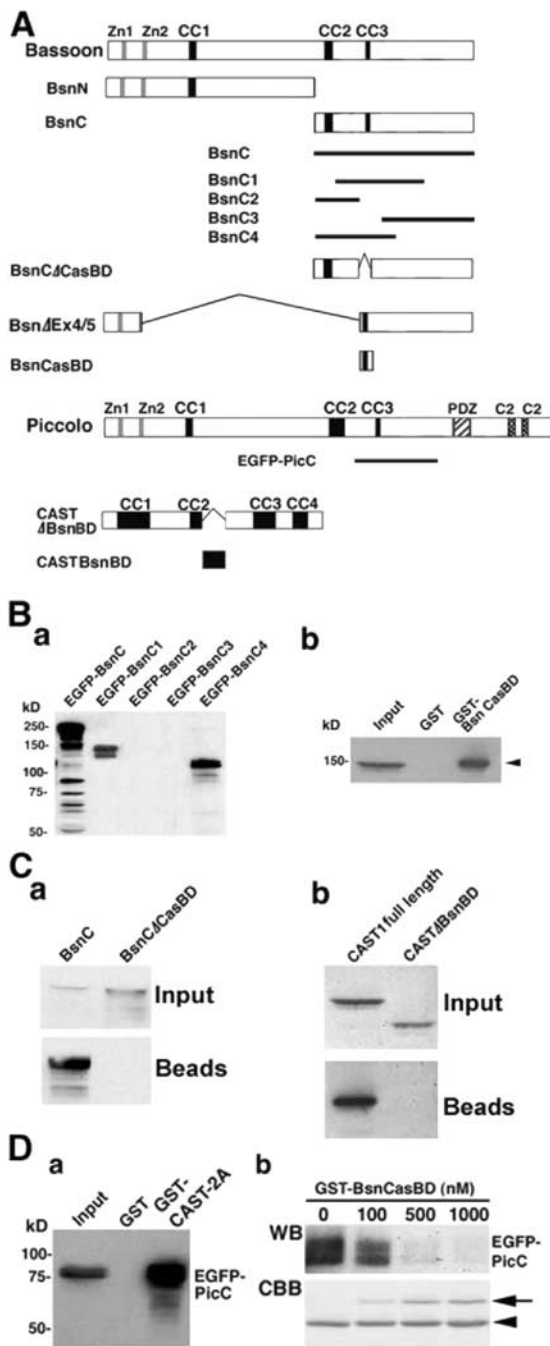 A
Zn1 Zn2 CC1 CC2 CC3
Bassoon
BsnN
BsnC
BsnC
BsnC1
BsnC2
BsnC3
BsnC4
BsnCΔCasBD
BsnΔEx4/5
BsnCasBD
Zn1 Zn2 CC1 CC2 CC3 PDZ C2 C2
Piccolo
EGFP-PicC
CC1 CC2 CC3 CC4
CAST
ΔBsnBD
CASTBsnBD
B
a
EGFP-BsnC
EGFP-BsnC1
EGFP-BsnC2
EGFP-BsnC3
EGFP-BsnC4
kD
250-
150-
100-
75-
50-
b
Input
GST
GST-
Bsn CasBD
kD
150-
C
a
BsnC
BsnCΔCasBD
Input
Beads
b
CAST1full length
CASTΔBsnBD
Input
Beads
D
a
Input
GST
GST-
CAST-2A
kD
100-
75-
50-
EGFP-
PicC
b
GST-BsnCasBD (nM)
0 100 500 1000
WB
EGFP-
PicC
CBB